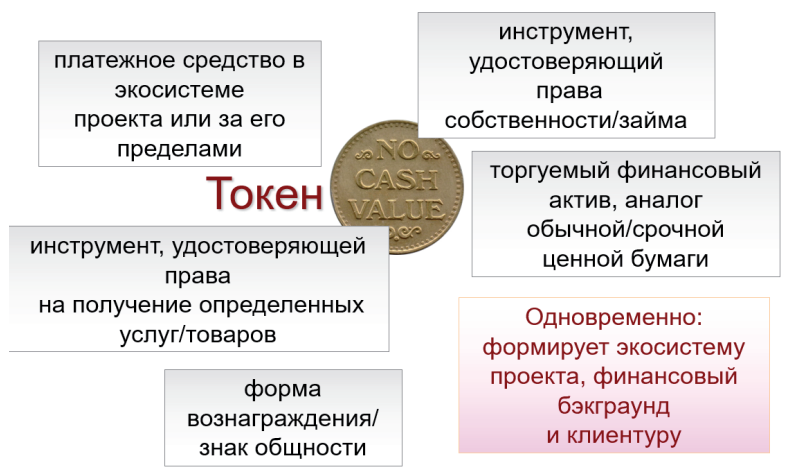 платежное средство в
экосистеме
проекта или за его
пределами
инструмент,
удостоверяющий
права
собственности/займа
Токен
NO
CASH
VALUE
торгуемый финансовый
актив, аналог
обычной/срочной
ценной бумаги
инструмент, удостоверяющей
права
на получение определенных
услуг/товаров
Одновременно:
формирует экосистему
проекта, финансовый
бэкграунд
и клиентуру
форма
вознаграждения/
знак общности